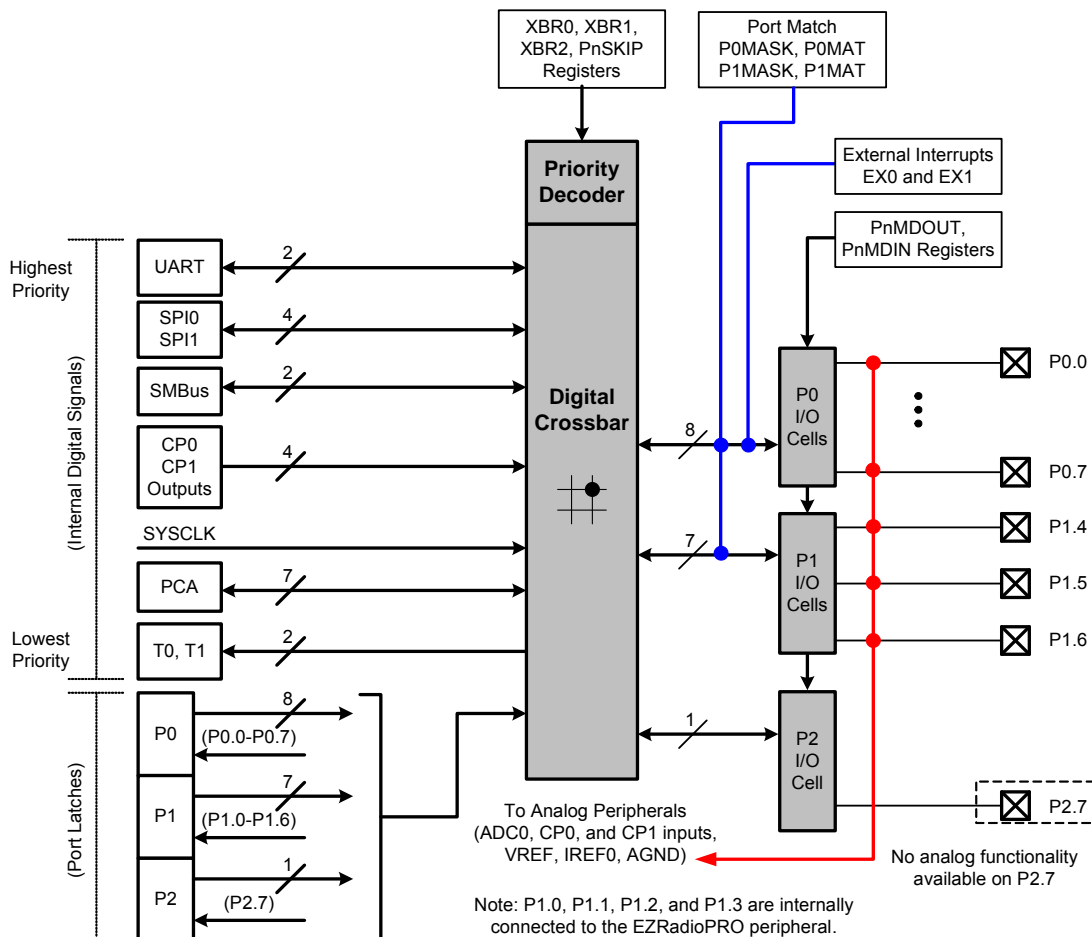 XBR0, XBR1,
XBR2, PnSKIP
Registers
Port Match
P0MASK, P0MAT
P1MASK, P1MAT
External Interrupts
EX0 and EX1
PnMDOUT,
PnMDIN Registers
Priority
Decoder
Digital
Crossbar
Highest
Priority
(Internal Digital Signals)
Lowest
Priority
UART
2
SPI0
SPI1
4
SMBus
2
CP0
CP1
Outputs
4
SYSCLK
PCA
7
T0, T1
2
(Port Latches)
P0
8
(P0.0-P0.7)
P1
7
(P1.0-P1.6)
P2
1
(P2.7)
8
P0
I/O
Cells
P0.0
P0.7
7
P1
I/O
Cells
P1.4
P1.5
P1.6
1
P2
I/O
Cell
P2.7
To Analog Peripherals
(ADC0, CP0, and CP1 inputs,
VREF, IREF0, AGND)
No analog functionality
available on P2.7
Note: P1.0, P1.1, P1.2, and P1.3 are internally
connected to the EZRadioPRO peripheral.